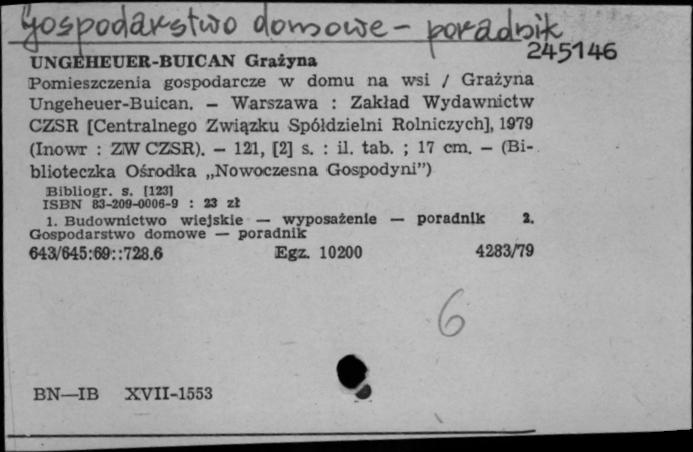 Gospodarstwo domowe - poradnik
245146
UNGEHEUER-BUICAN Grażyna
Pomieszczenia gospodarcze w domu na wsi / Grażyna
Ungeheuer-Buican. — Warszawa : Zakład Wydawnictw
CZSR [Centralnego Związku Spółdzielni Rolniczych], 1979
(Inowr : ZW CZSR). — 121, [2] s. : il. tab. ; 17 cm. — (Bi-
blioteczka Ośrodka „Nowoczesna Gospodyni”)
Bibliogr. s. [123]
ISBN 83-209-0006-9 : 23 zł
1. Budownictwo wiejskie — wyposażenie — poradnik 2.
Gospodarstwo domowe — poradnik
643/645:69::728.6 Egz. 10200 4283/79
6
BN—IB XVII-1553